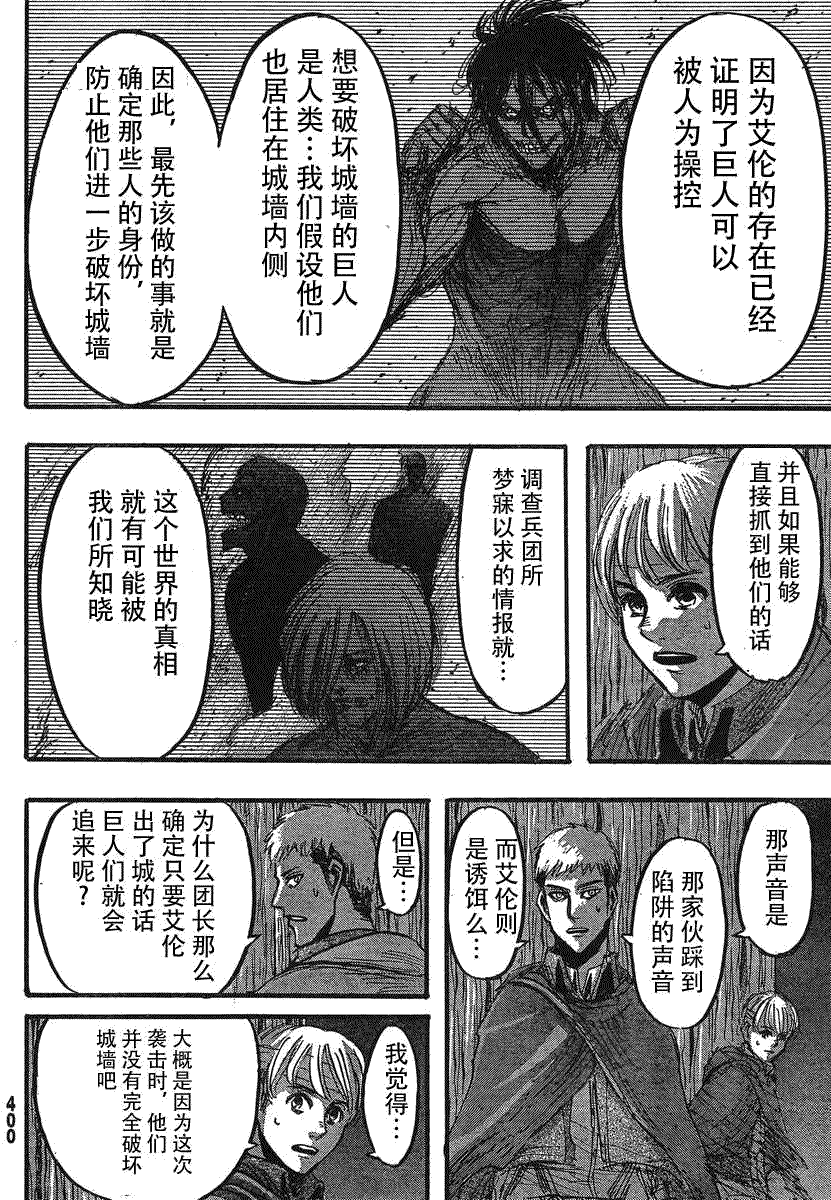 因为艾伦的存在已经
证明了巨人可以
被人为操控
想要破坏城墙的巨人
是人类…我们假设他们
也居住在城墙内侧
因此，最先该做的事就是
确定那些人的身份，
防止他们进一步破坏城墙
并且如果能够
直接抓到他们的话
调查兵团所
梦寐以求的情报就…
这个世界的真相
就有可能被
我们所知晓
那声音是
那家伙踩到
陷阱的声音
而艾伦则
是诱饵么…
但是…
为什么团长那么
确定只要艾伦
出了城的话
巨人们就会
追来呢？
我觉得…
大概是因为这次
袭击时，他们
并没有完全破坏
城墙吧
400